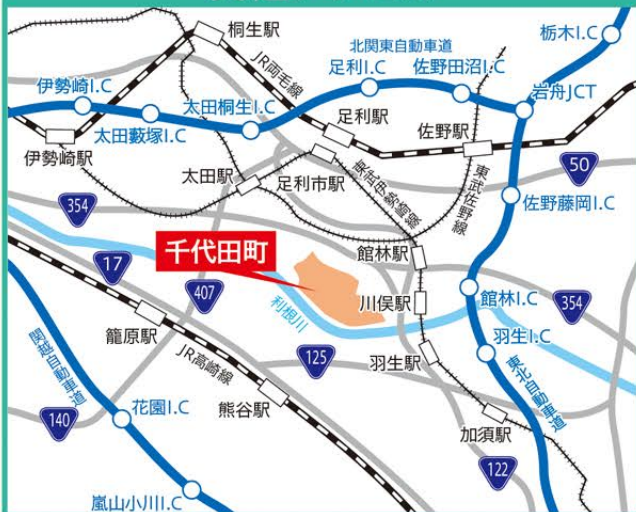 桐生駅
栃木I.C
北関東自動車道
JR両毛線
足利I.C
佐野田沼I.C
伊勢崎I.C
岩舟JCT
太田桐生I.C
太田藪塚I.C
足利駅
佐野駅
伊勢崎駅
50
太田駅
足利市駅
東武伊勢崎線
東武佐野線
354
佐野藤岡I.C
千代田町
館林駅
17
407
利根川
川俣駅
館林I.C
354
籠原駅
関越自動車道
JR高崎線
125
羽生駅
羽生I.C
東北自動車道
花園I.C
熊谷駅
140
加須駅
122
嵐山小川I.C